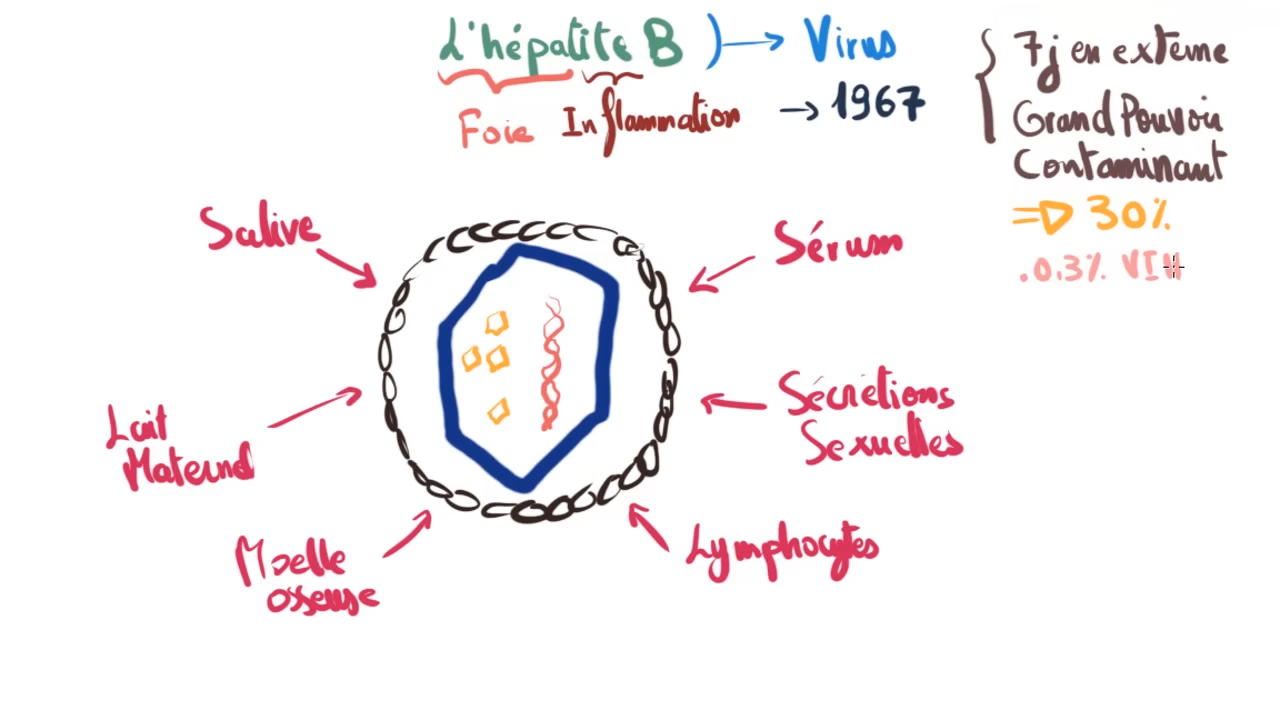 L'hépatite B → Virus
Foie Inflammation → 1967
7j en externe
Grand Pouvoir
Contaminant
=> 30%
.0.3% VIH
Salive
Sérum
Lait
Maternel
Sécrétions
Sexuelles
Moelle
osseuse
Lymphocytes